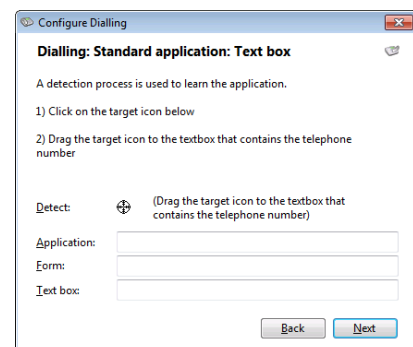 Configure Dialling
Dialling: Standard application: Text box
A detection process is used to learn the application.
1) Click on the target icon below
2) Drag the target icon to the textbox that contains the telephone
number
Detect:
(Drag the target icon to the textbox that
contains the telephone number)
Application:
Form:
Text box:
Back
Next